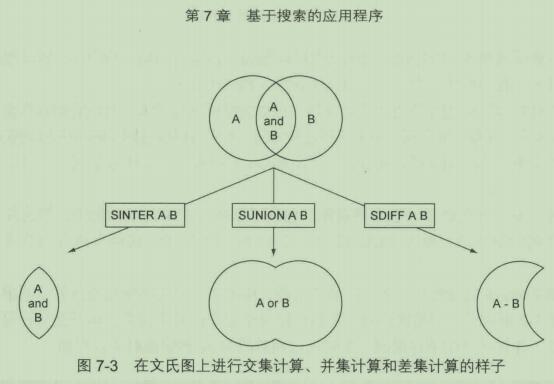 第7章 基于搜索的应用程序
A
A
and
B
B
SINTER A B
SUNION A B
SDIFF A B
A
and
B
A or B
A - B
图 7-3 在文氏图上进行交集计算、并集计算和差集计算的样子